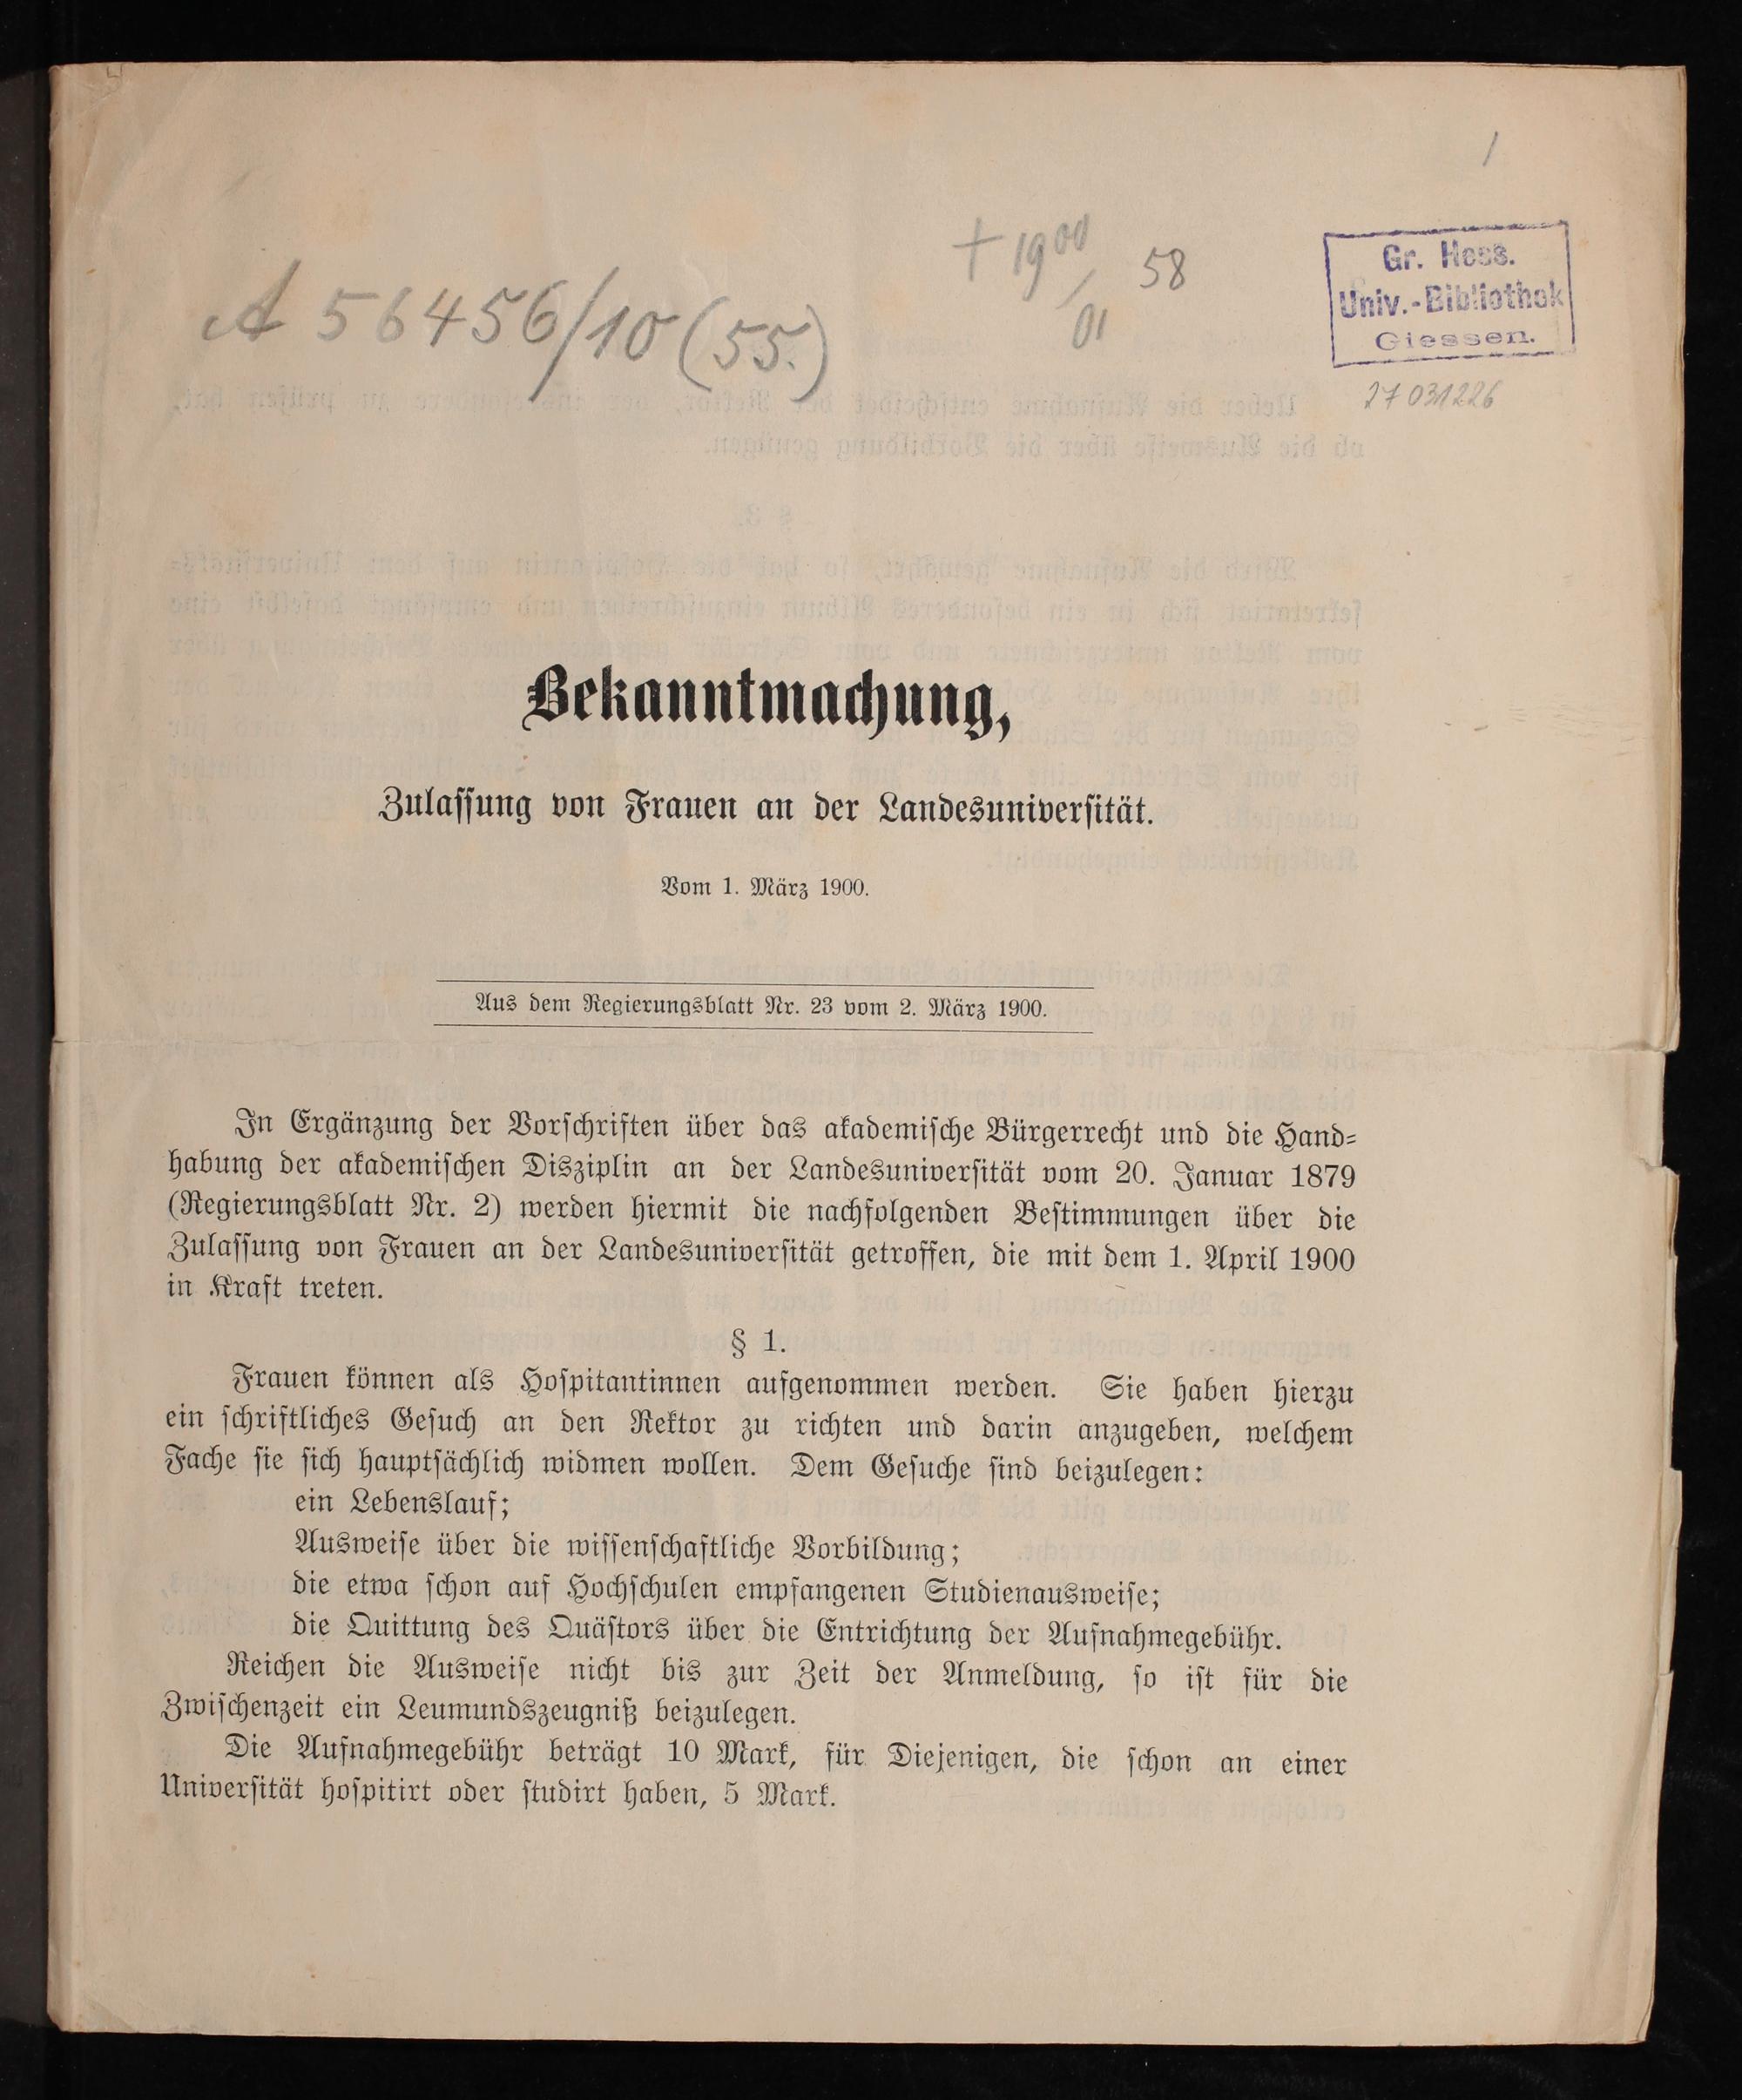 1
+ 1900/01 58
A 56456/10 (55.)
Gr. Hess.
Univ.-Bibliothek
Giessen.
27 031226
Bekanntmachung,
Zulaſſung von Frauen an der Landesuniverſität.
Vom 1. März 1900.
Aus dem Regierungsblatt Nr. 23 vom 2. März 1900.
In Ergänzung der Vorſchriften über das akademiſche Bürgerrecht und die Hand-
habung der akademiſchen Disziplin an der Landesuniverſität vom 20. Januar 1879
(Regierungsblatt Nr. 2) werden hiermit die nachfolgenden Beſtimmungen über die
Zulaſſung von Frauen an der Landesuniverſität getroffen, die mit dem 1. April 1900
in Kraft treten.
§ 1.
Frauen können als Hoſpitantinnen aufgenommen werden. Sie haben hierzu
ein ſchriftliches Geſuch an den Rektor zu richten und darin anzugeben, welchem
Fache ſie ſich hauptſächlich widmen wollen. Dem Geſuche ſind beizulegen:
ein Lebenslauf;
Ausweiſe über die wiſſenſchaftliche Vorbildung;
die etwa ſchon auf Hochſchulen empfangenen Studienausweiſe;
die Quittung des Quäſtors über die Entrichtung der Aufnahmegebühr.
Reichen die Ausweiſe nicht bis zur Zeit der Anmeldung, ſo iſt für die
Zwiſchenzeit ein Leumundszeugniß beizulegen.
Die Aufnahmegebühr beträgt 10 Mark, für Diejenigen, die ſchon an einer
Univerſität hoſpitirt oder ſtudirt haben, 5 Mark.